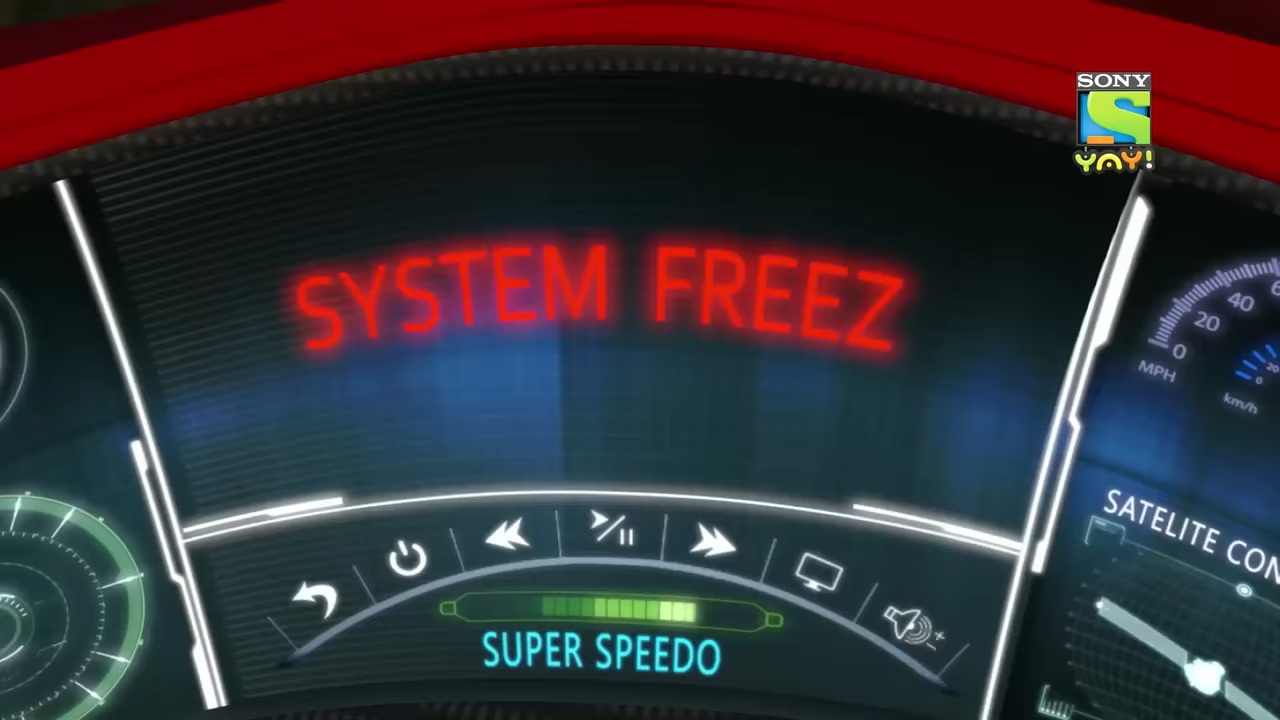 SONY
YAY!
SYSTEM FREEZ
40
20
0
MPH
km/h
SATELITE CON
SUPER SPEEDO